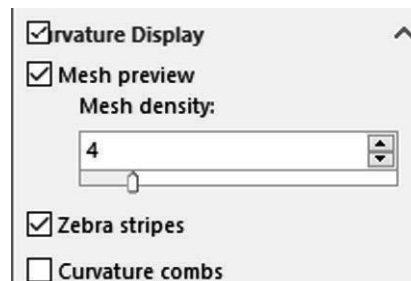 rvature Display
Mesh preview
Mesh density:
4
Zebra stripes
Curvature combs